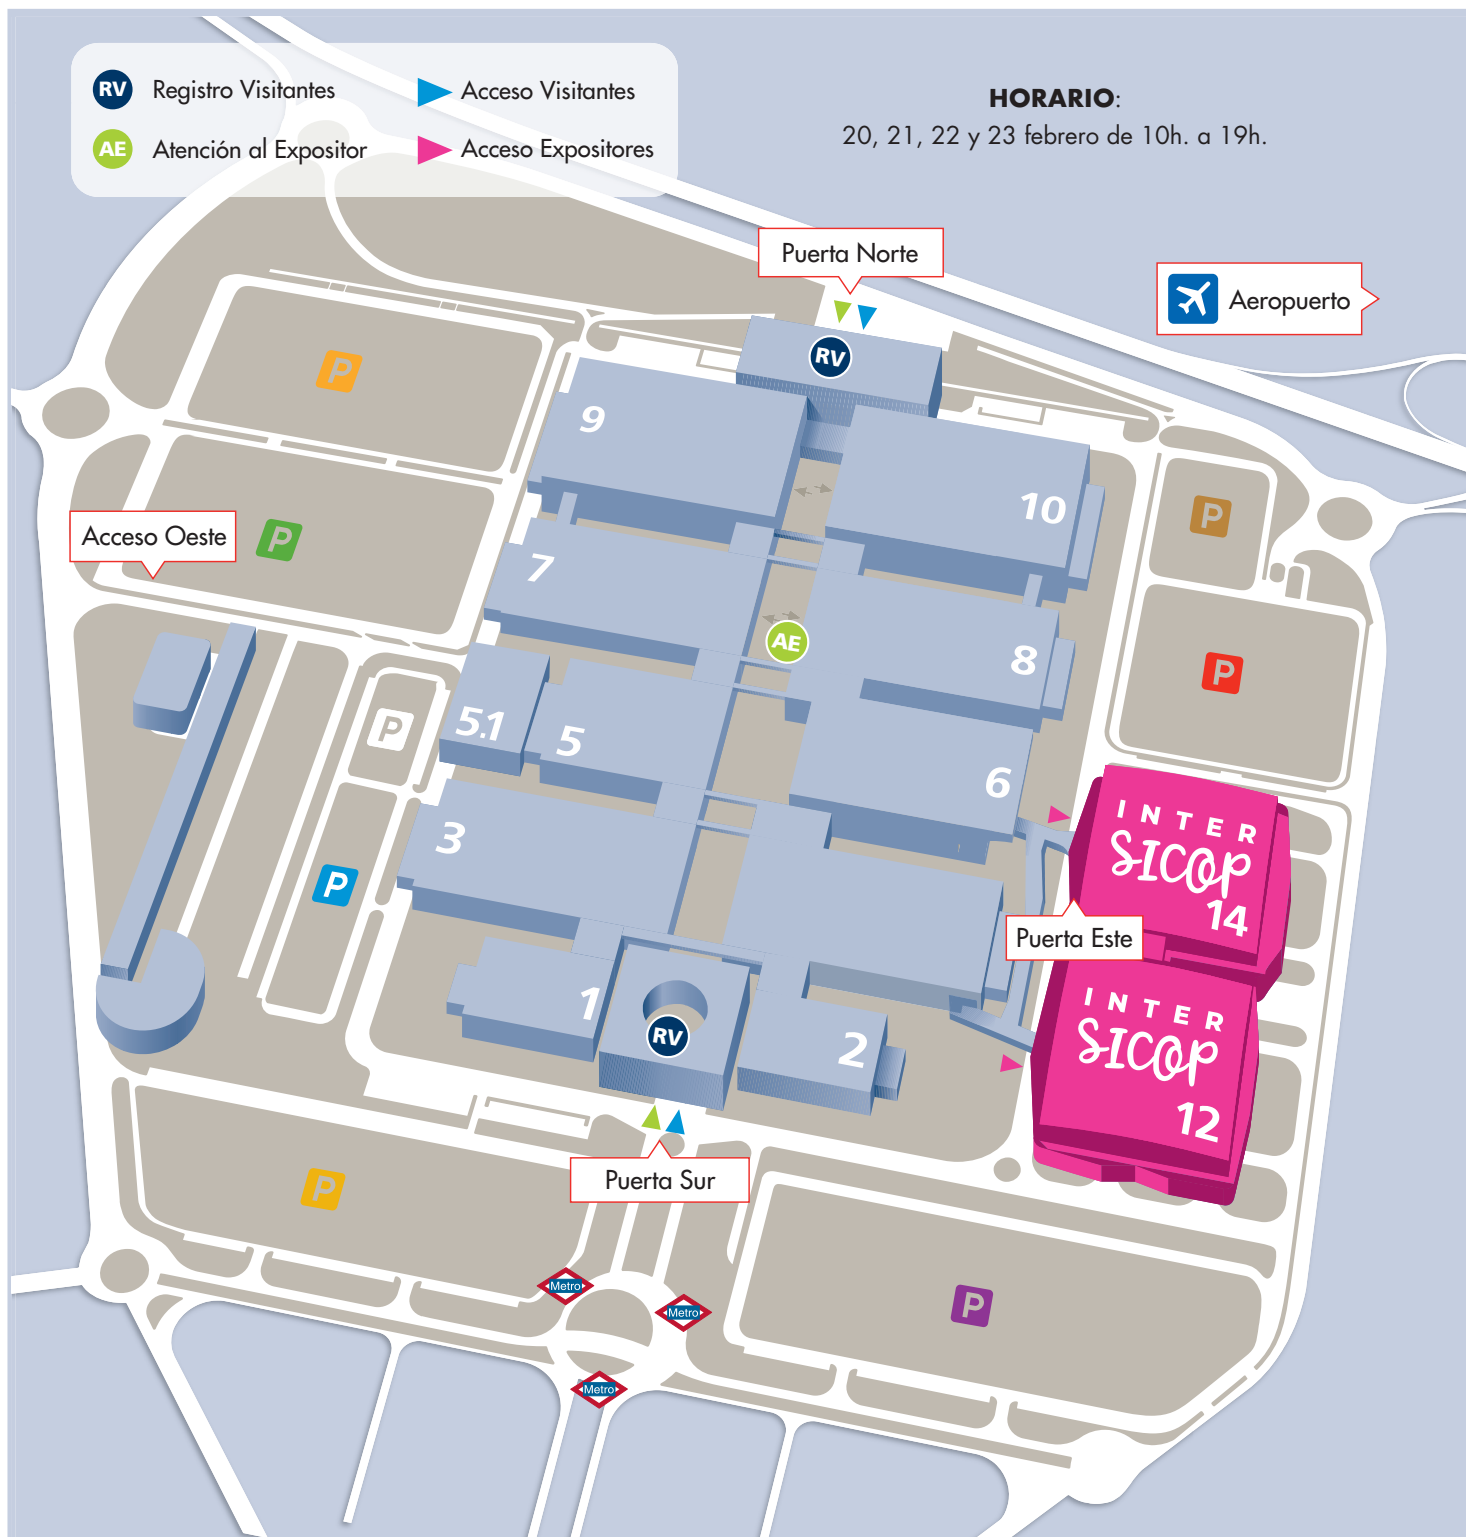 RV Registro Visitantes
Acceso Visitantes
AE Atención al Expositor
Acceso Expositores
HORARIO:
20, 21, 22 y 23 febrero de 10h. a 19h.
Puerta Norte
Aeropuerto
RV
P
9
10
P
Acceso Oeste
P
7
AE
8
P
5.1
P
5
6
INTER
SICOP
14
3
P
Puerta Este
INTER
SICOP
12
1
RV
2
Puerta Sur
P
Metro
Metro
P
Metro